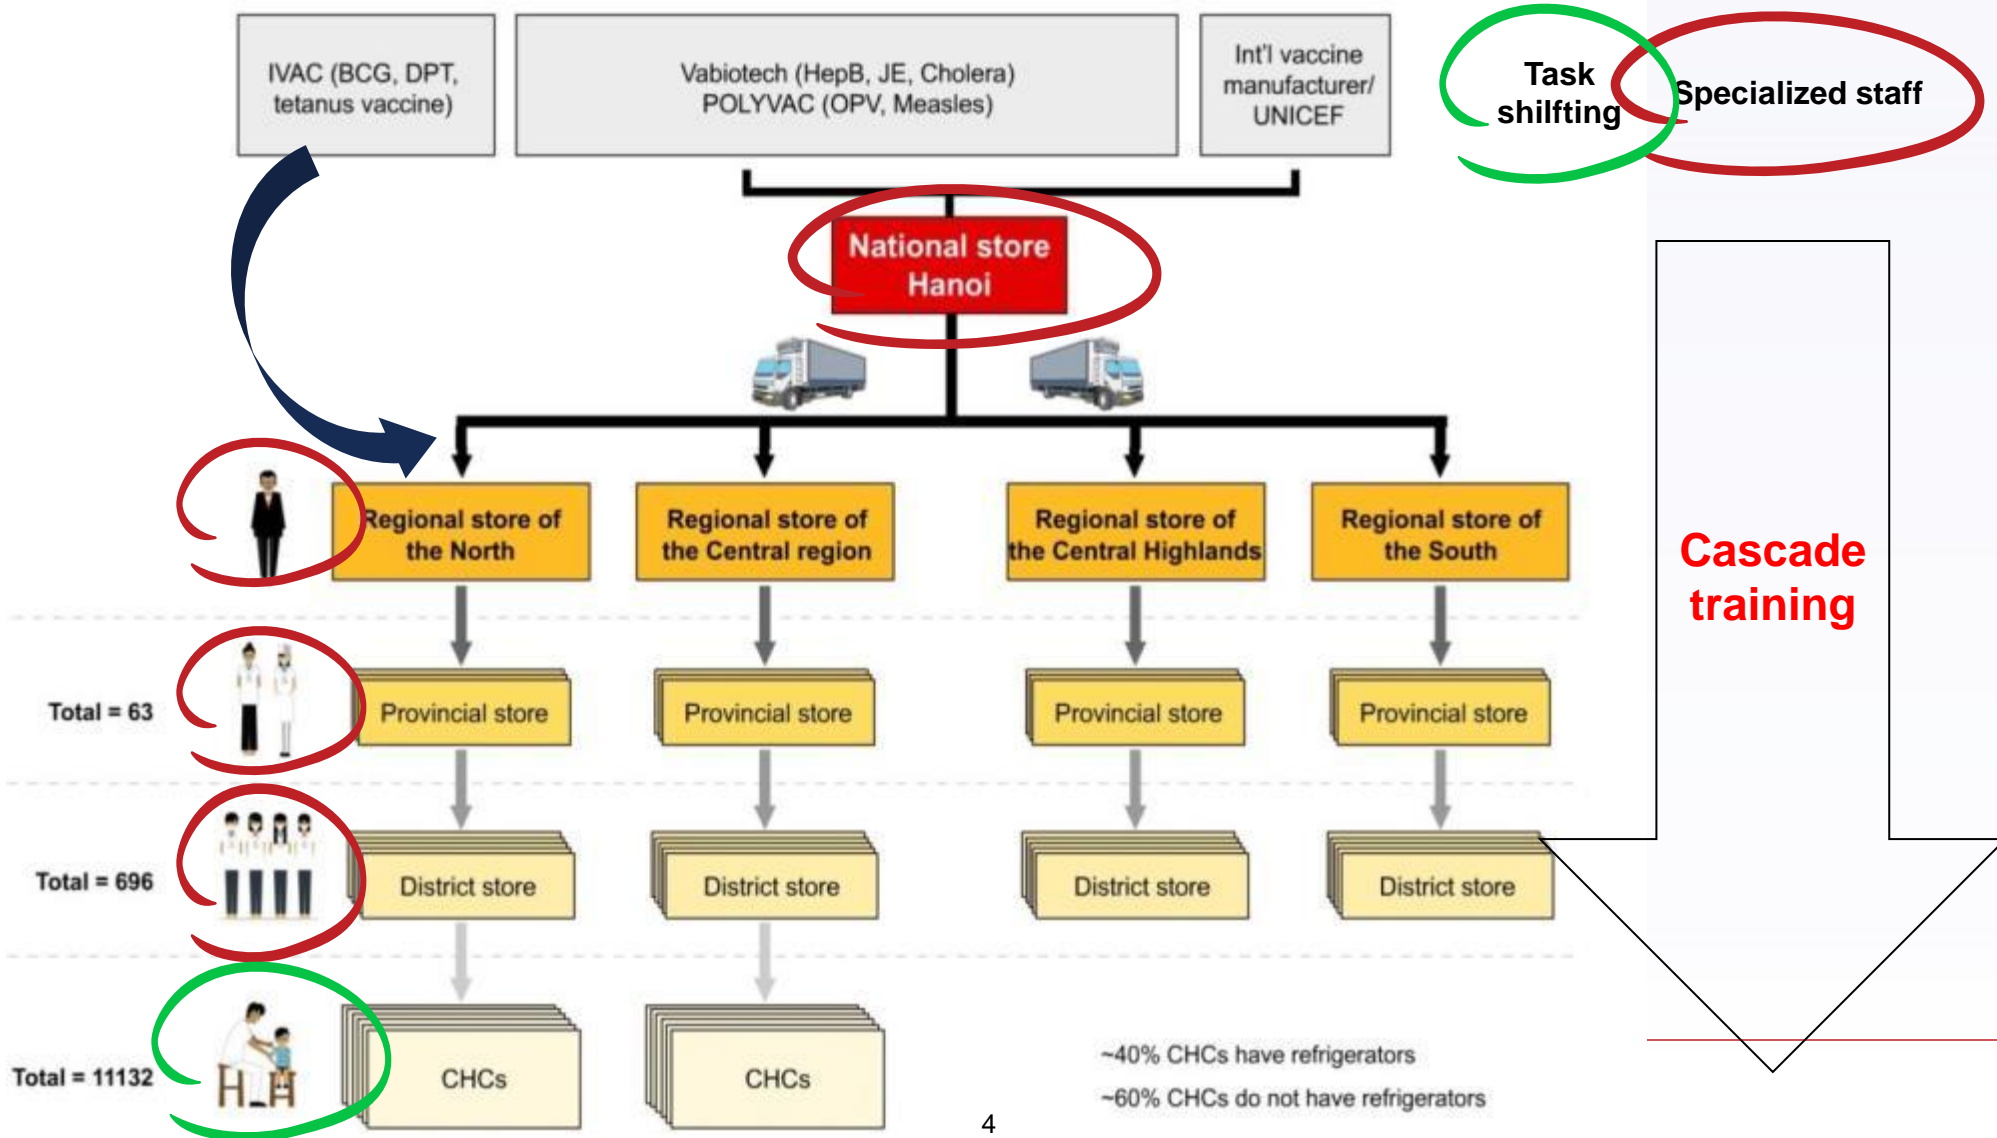 IVAC (BCG, DPT,
tetanus vaccine)
Vabiotech (HepB, JE, Cholera)
POLYVAC (OPV, Measles)
Int'l vaccine
manufacturer/
UNICEF
Task
shilfting
Specialized staff
National store
Hanoi
Regional store of
the North
Regional store of
the Central region
Regional store of
the Central Highlands
Regional store of
the South
Cascade
training
Total = 63
Provincial store
Provincial store
Provincial store
Provincial store
Total = 696
District store
District store
District store
District store
Total = 11132
CHCs
CHCs
~40% CHCs have refrigerators
~60% CHCs do not have refrigerators
4